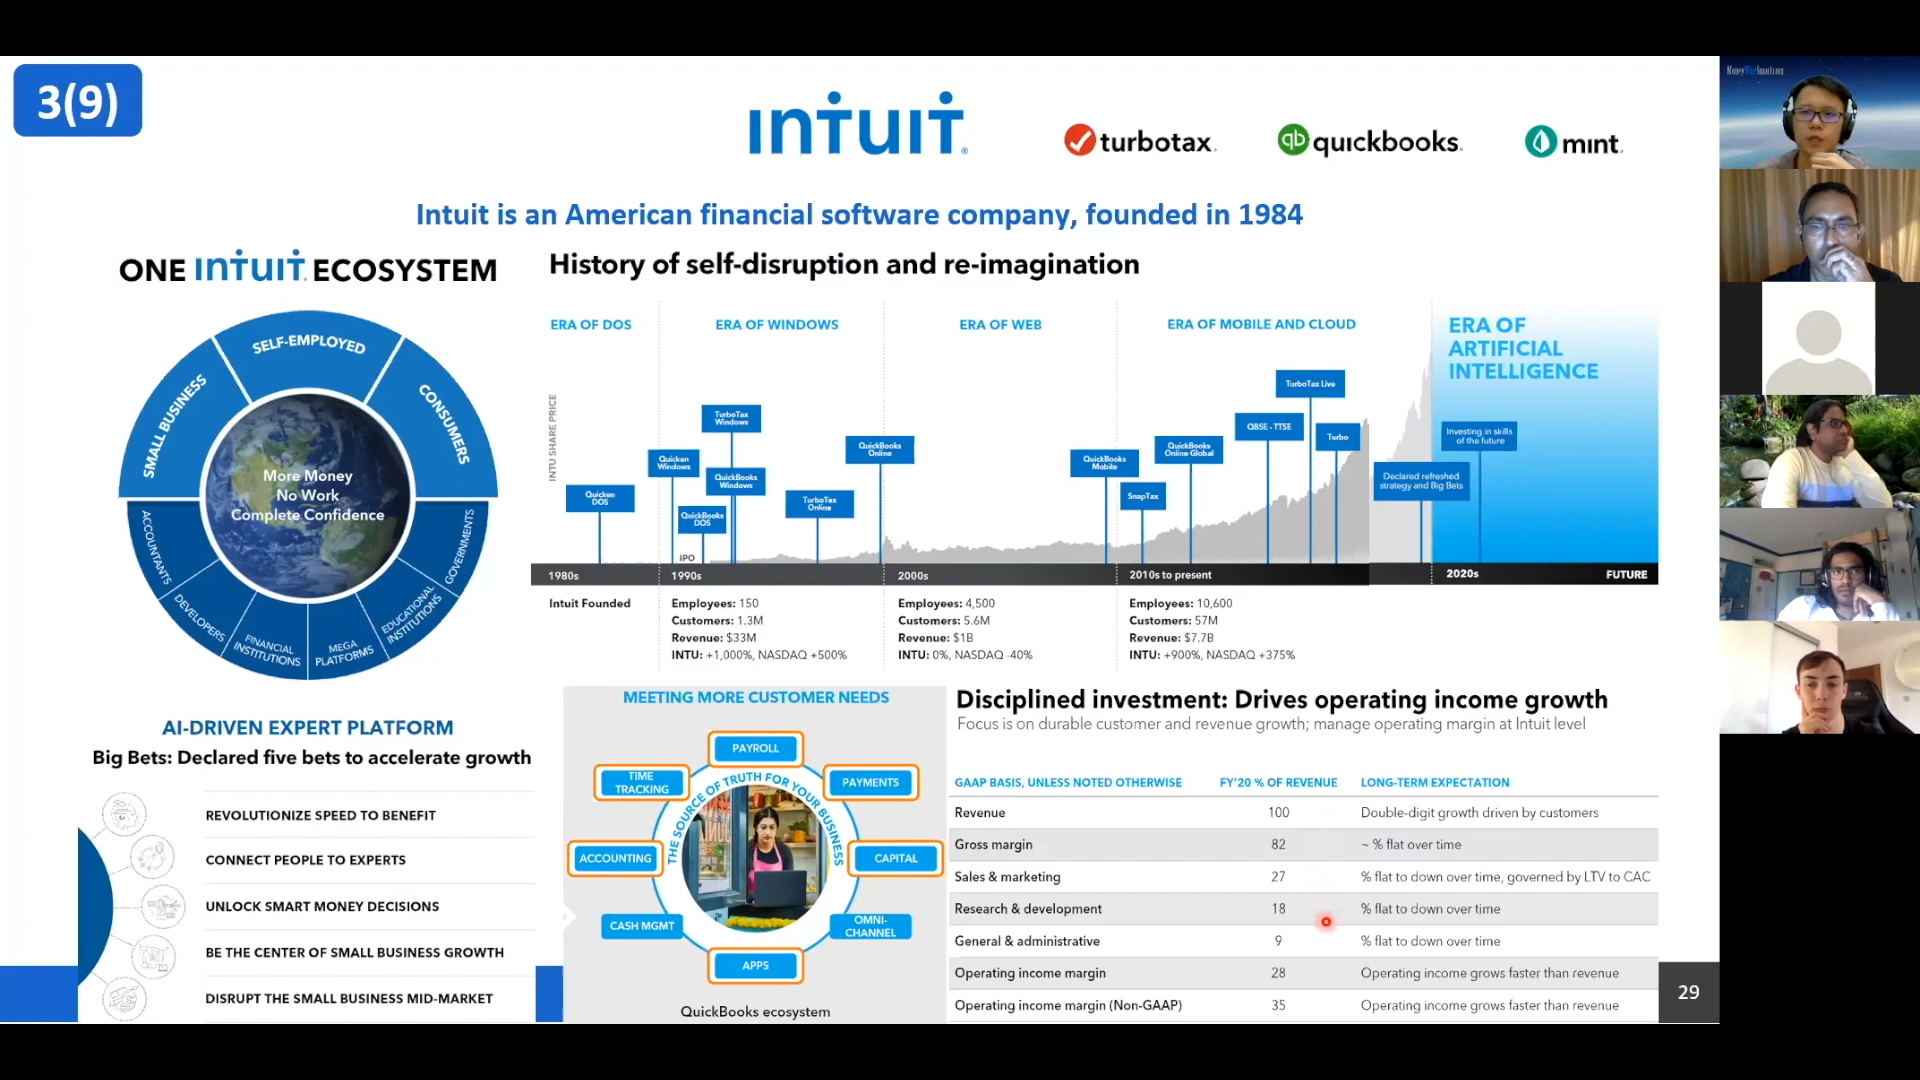 3(9)
INTUIT
turbotax
quickbooks
mint
Intuit is an American financial software company, founded in 1984
ONE INTUIT ECOSYSTEM
SELF-EMPLOYED
SMALL BUSINESS
CONSUMERS
More Money
No Work
Complete Confidence
ACCOUNTANTS
DEVELOPERS
FINANCIAL
INSTITUTIONS
MEGA
PLATFORMS
EDUCATIONAL
INSTITUTIONS
GOVERNMENTS
AI-DRIVEN EXPERT PLATFORM
Big Bets: Declared five bets to accelerate growth
REVOLUTIONIZE SPEED TO BENEFIT
CONNECT PEOPLE TO EXPERTS
UNLOCK SMART MONEY DECISIONS
BE THE CENTER OF SMALL BUSINESS GROWTH
DISRUPT THE SMALL BUSINESS MID-MARKET
History of self-disruption and re-imagination
ERA OF DOS
ERA OF WINDOWS
ERA OF WEB
ERA OF MOBILE AND CLOUD
ERA OF
ARTIFICIAL
INTELLIGENCE
INTU SHARE PRICE
Quicken
DOS
Quicken
Windows
QuickBooks
DOS
TurboTax
Windows
QuickBooks
Windows
TurboTax
Online
QuickBooks
Online
QuickBooks
Mobile
SnapTax
QuickBooks
Online Global
QBSE - TTSE
TurboTax Live
Turbo
Declared refreshed
strategy and Big Bets
Investing in skills
of the future
IPO
1980s
1990s
2000s
2010s to present
2020s
FUTURE
Intuit Founded
Employees: 150
Customers: 1.3M
Revenue: $33M
INTU: +1,000%, NASDAQ +500%
Employees: 4,500
Customers: 5.6M
Revenue: $1B
INTU: 0%, NASDAQ -40%
Employees: 10,600
Customers: 57M
Revenue: $7.7B
INTU: +900%, NASDAQ +375%
MEETING MORE CUSTOMER NEEDS
PAYROLL
TIME
TRACKING
PAYMENTS
ACCOUNTING
CAPITAL
CASH MGMT
OMNI-
CHANNEL
APPS
THE SOURCE OF TRUTH FOR YOUR BUSINESS
QuickBooks ecosystem
Disciplined investment: Drives operating income growth
Focus is on durable customer and revenue growth; manage operating margin at Intuit level
GAAP BASIS, UNLESS NOTED OTHERWISE FY'20 % OF REVENUE LONG-TERM EXPECTATION
Revenue 100 Double-digit growth driven by customers
Gross margin 82 ~ % flat over time
Sales & marketing 27 % flat to down over time, governed by LTV to CAC
Research & development 18 % flat to down over time
General & administrative 9 % flat to down over time
Operating income margin 28 Operating income grows faster than revenue
Operating income margin (Non-GAAP) 35 Operating income grows faster than revenue
29